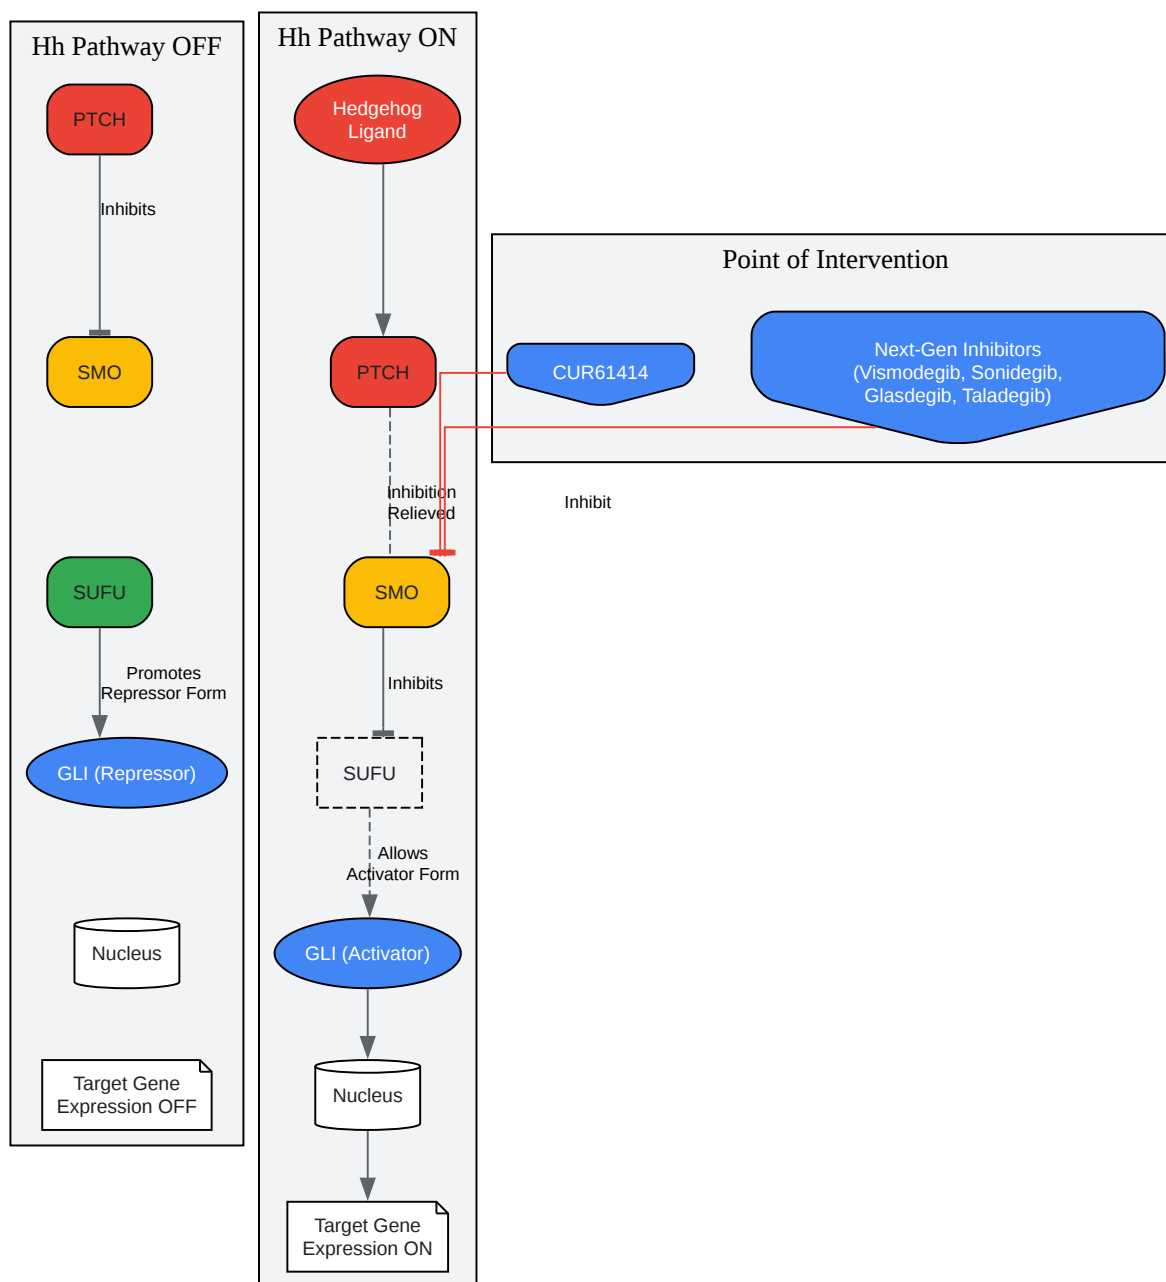 Hh Pathway OFF
PTCH
Inhibits
SMO
SUFU
Promotes
Repressor Form
GLI (Repressor)
Nucleus
Target Gene
Expression OFF
Hh Pathway ON
Hedgehog
Ligand
PTCH
Inhibition
Relieved
SMO
Inhibits
SUFU
Allows
Activator Form
GLI (Activator)
Nucleus
Target Gene
Expression ON
Point of Intervention
CUR61414
Next-Gen Inhibitors
(Vismodegib, Sonidegib,
Glasdegib, Taladegib)
Inhibit